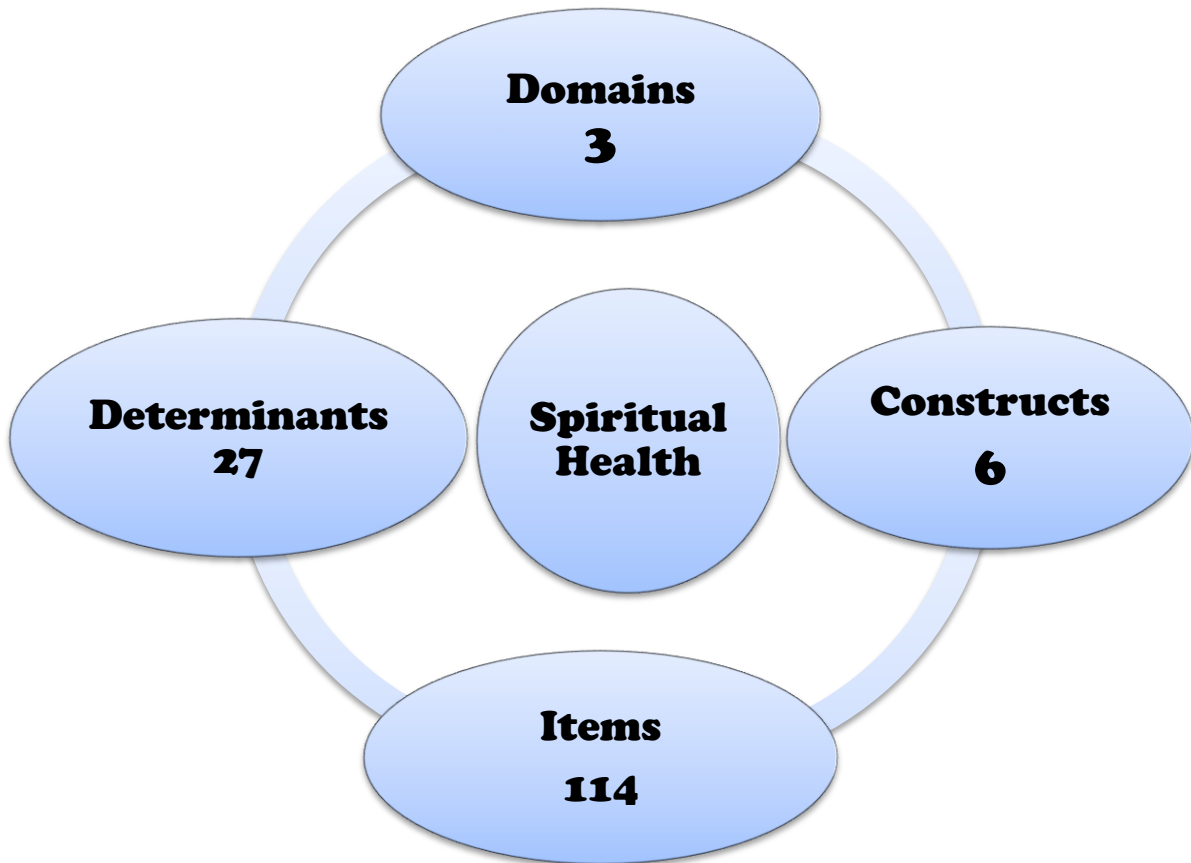 Domains
3
Determinants
27
Spiritual
Health
Constructs
6
Items
114